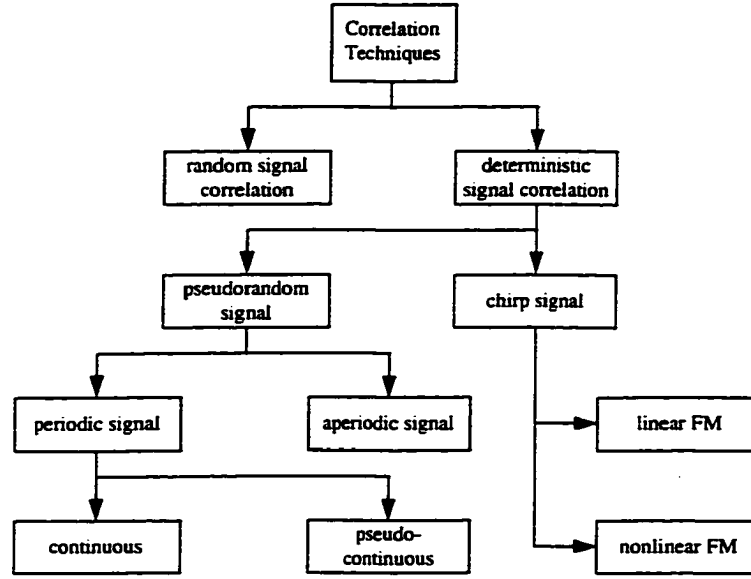 Correlation
Techniques
random signal
correlation
deterministic
signal correlation
pseudorandom
signal
chirp signal
periodic signal
aperiodic signal
linear FM
continuous
pseudo-
continuous
nonlinear FM